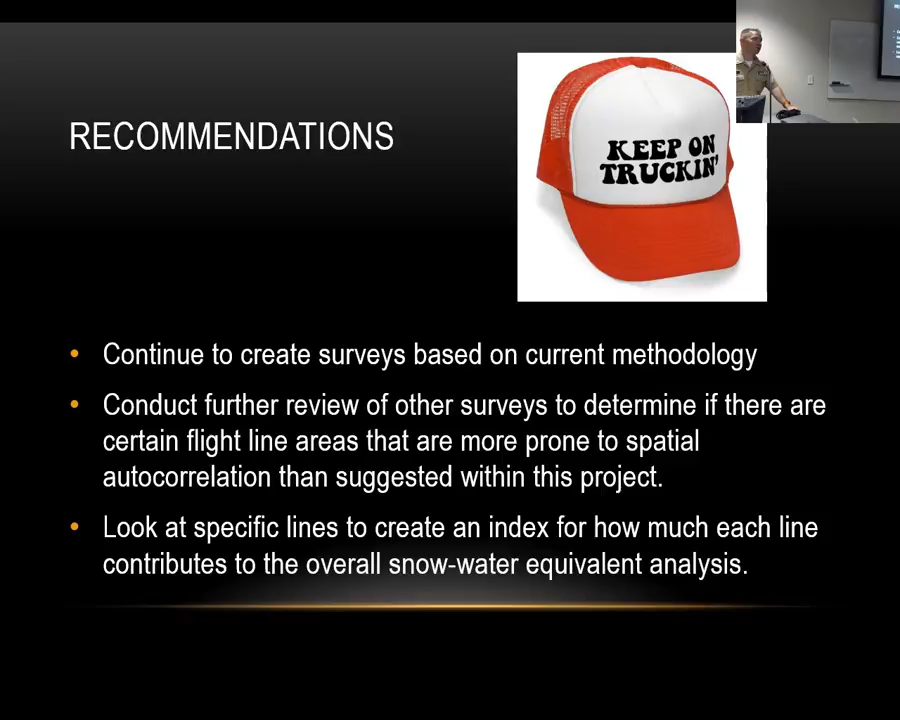 RECOMMENDATIONS
KEEP ON
TRUCKIN'
• Continue to create surveys based on current methodology
• Conduct further review of other surveys to determine if there are
certain flight line areas that are more prone to spatial
autocorrelation than suggested within this project.
• Look at specific lines to create an index for how much each line
contributes to the overall snow-water equivalent analysis.